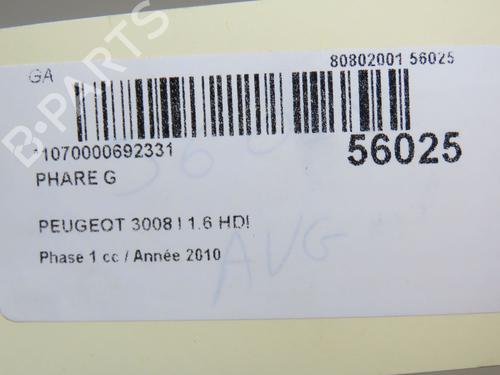 GA
80802001 56025
*1070000692331
56025
PHARE G
PEUGEOT 3008 I 1.6 HDI
Phase 1 cc / Année 2010
AVG
B-PARTS